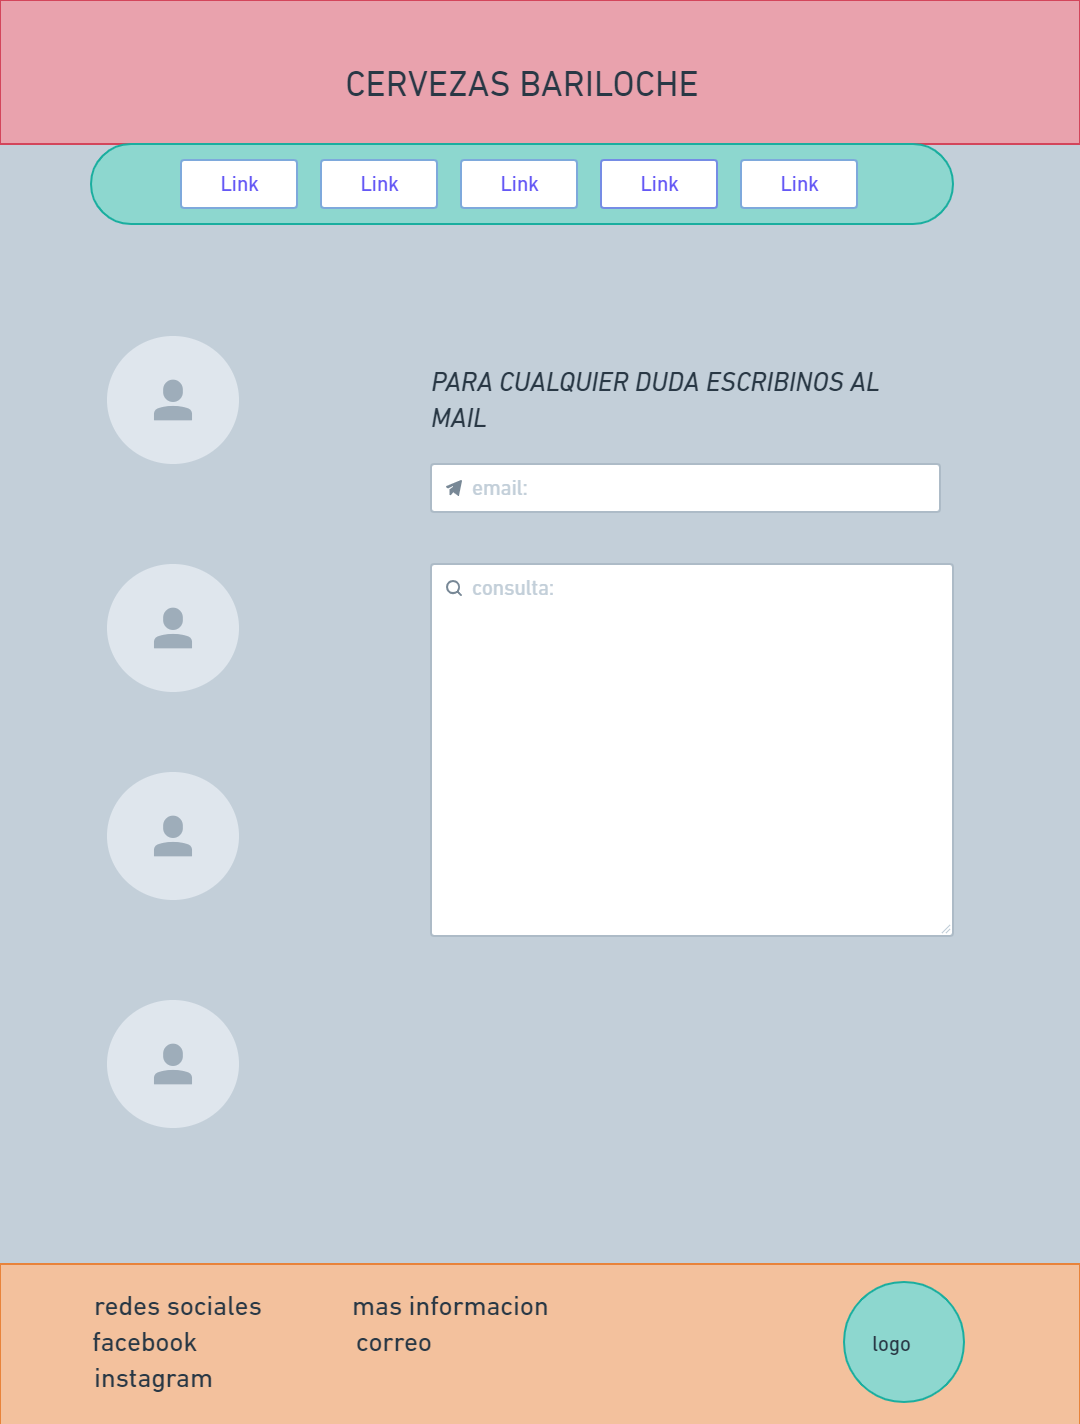 CERVEZAS BARILOCHE
Link
Link
Link
Link
Link
PARA CUALQUIER DUDA ESCRIBINOS AL
MAIL
email:
consulta:
redes sociales
facebook
instagram
mas informacion
correo
logo